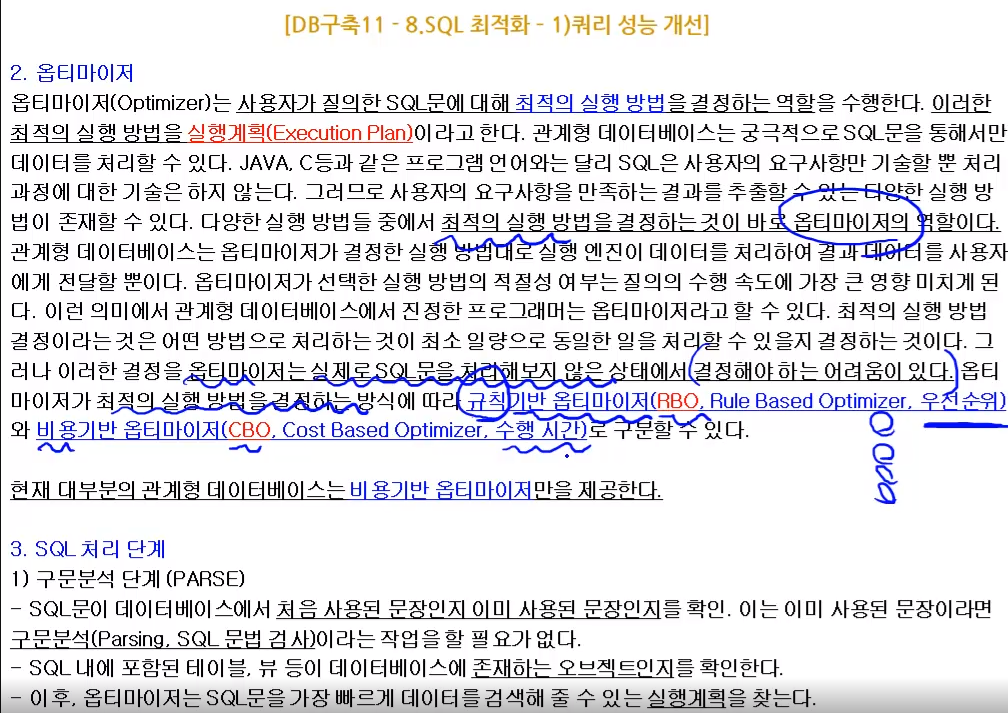 [DB구축11 - 8.SQL 최적화 - 1)쿼리 성능 개선]
2. 옵티마이저
옵티마이저(Optimizer)는 사용자가 질의한 SQL문에 대해 최적의 실행 방법을 결정하는 역할을 수행한다. 이러한
최적의 실행 방법을 실행계획(Execution Plan)이라고 한다. 관계형 데이터베이스는 궁극적으로 SQL문을 통해서만
데이터를 처리할 수 있다. JAVA, C등과 같은 프로그램 언어와는 달리 SQL은 사용자의 요구사항만 기술할 뿐 처리
과정에 대한 기술은 하지 않는다. 그러므로 사용자의 요구사항을 만족하는 결과를 추출할 수 있는 다양한 실행 방
법이 존재할 수 있다. 다양한 실행 방법들 중에서 최적의 실행 방법을 결정하는 것이 바로 옵티마이저의 역할이다.
관계형 데이터베이스는 옵티마이저가 결정한 실행 방법대로 실행 엔진이 데이터를 처리하여 결과 데이터를 사용자
에게 전달할 뿐이다. 옵티마이저가 선택한 실행 방법의 적절성 여부는 질의의 수행 속도에 가장 큰 영향 미치게 된
다. 이런 의미에서 관계형 데이터베이스에서 진정한 프로그래머는 옵티마이저라고 할 수 있다. 최적의 실행 방법
결정이라는 것은 어떤 방법으로 처리하는 것이 최소 일량으로 동일한 일을 처리할 수 있을지 결정하는 것이다. 그
러나 이러한 결정을 옵티마이저는 실제로 SQL문을 처리해보지 않은 상태에서 결정해야 하는 어려움이 있다. 옵티
마이저가 최적의 실행 방법을 결정하는 방식에 따라 규칙기반 옵티마이저(RBO, Rule Based Optimizer, 우선순위)
와 비용기반 옵티마이저(CBO, Cost Based Optimizer, 수행 시간)로 구분할 수 있다.
현재 대부분의 관계형 데이터베이스는 비용기반 옵티마이저만을 제공한다.
3. SQL 처리 단계
1) 구문분석 단계 (PARSE)
- SQL문이 데이터베이스에서 처음 사용된 문장인지 이미 사용된 문장인지를 확인. 이는 이미 사용된 문장이라면
구문분석(Parsing, SQL 문법 검사)이라는 작업을 할 필요가 없다.
- SQL 내에 포함된 테이블, 뷰 등이 데이터베이스에 존재하는 오브젝트인지를 확인한다.
- 이후, 옵티마이저는 SQL문을 가장 빠르게 데이터를 검색해 줄 수 있는 실행계획을 찾는다.